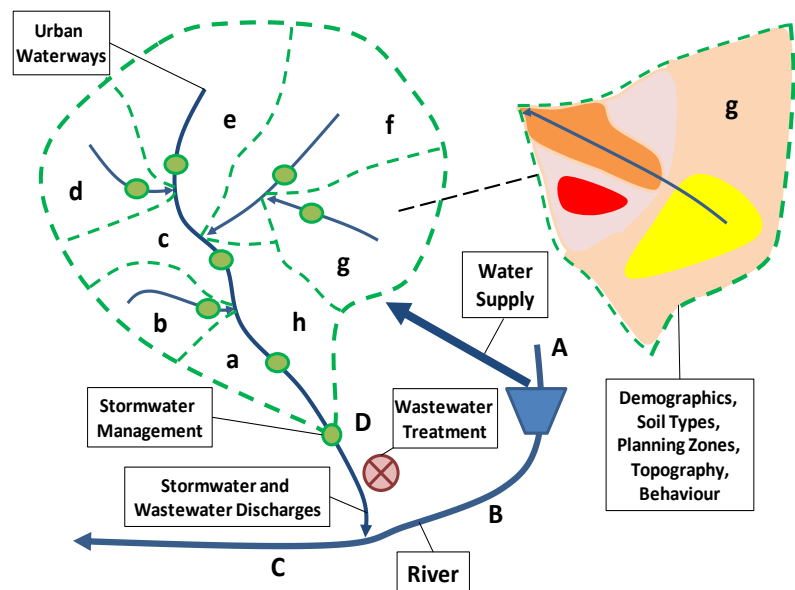 Urban
Waterways
e
f
g
d
c
g
Water
Supply
b
h
A
a
Stormwater
Management
D
Wastewater
Treatment
Demographics,
Soil Types,
Planning Zones,
Topography,
Behaviour
Stormwater and
Wastewater Discharges
B
C
River